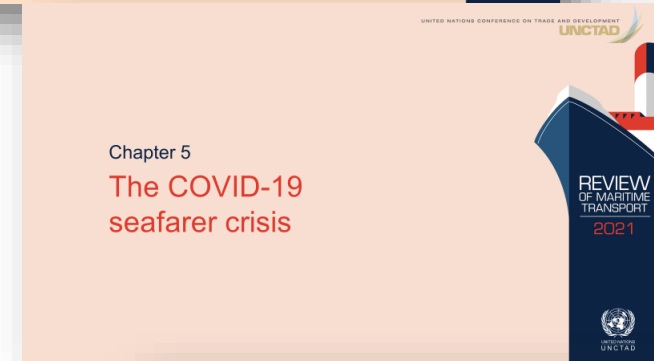 UNITED NATIONS CONFERENCE ON TRADE AND DEVELOPMENT
UNCTAD
Chapter 5
The COVID-19
seafarer crisis
REVIEW
OF MARITIME
TRANSPORT
2021
UNITED NATIONS
UNCTAD